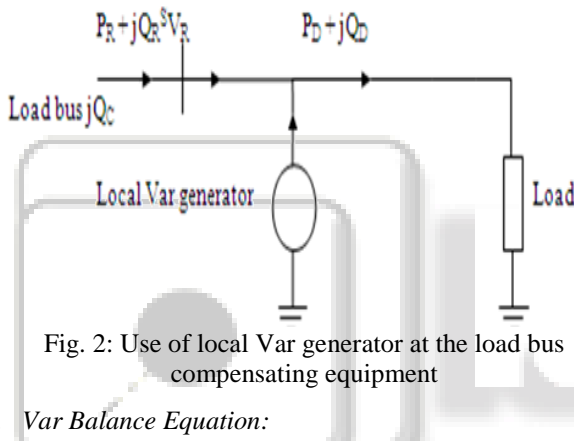 P_R + jQ_R^S V_R P_D + jQ_D
Load bus jQ_C
Local Var generator Load
Fig. 2: Use of local Var generator at the load bus
compensating equipment
Var Balance Equation: